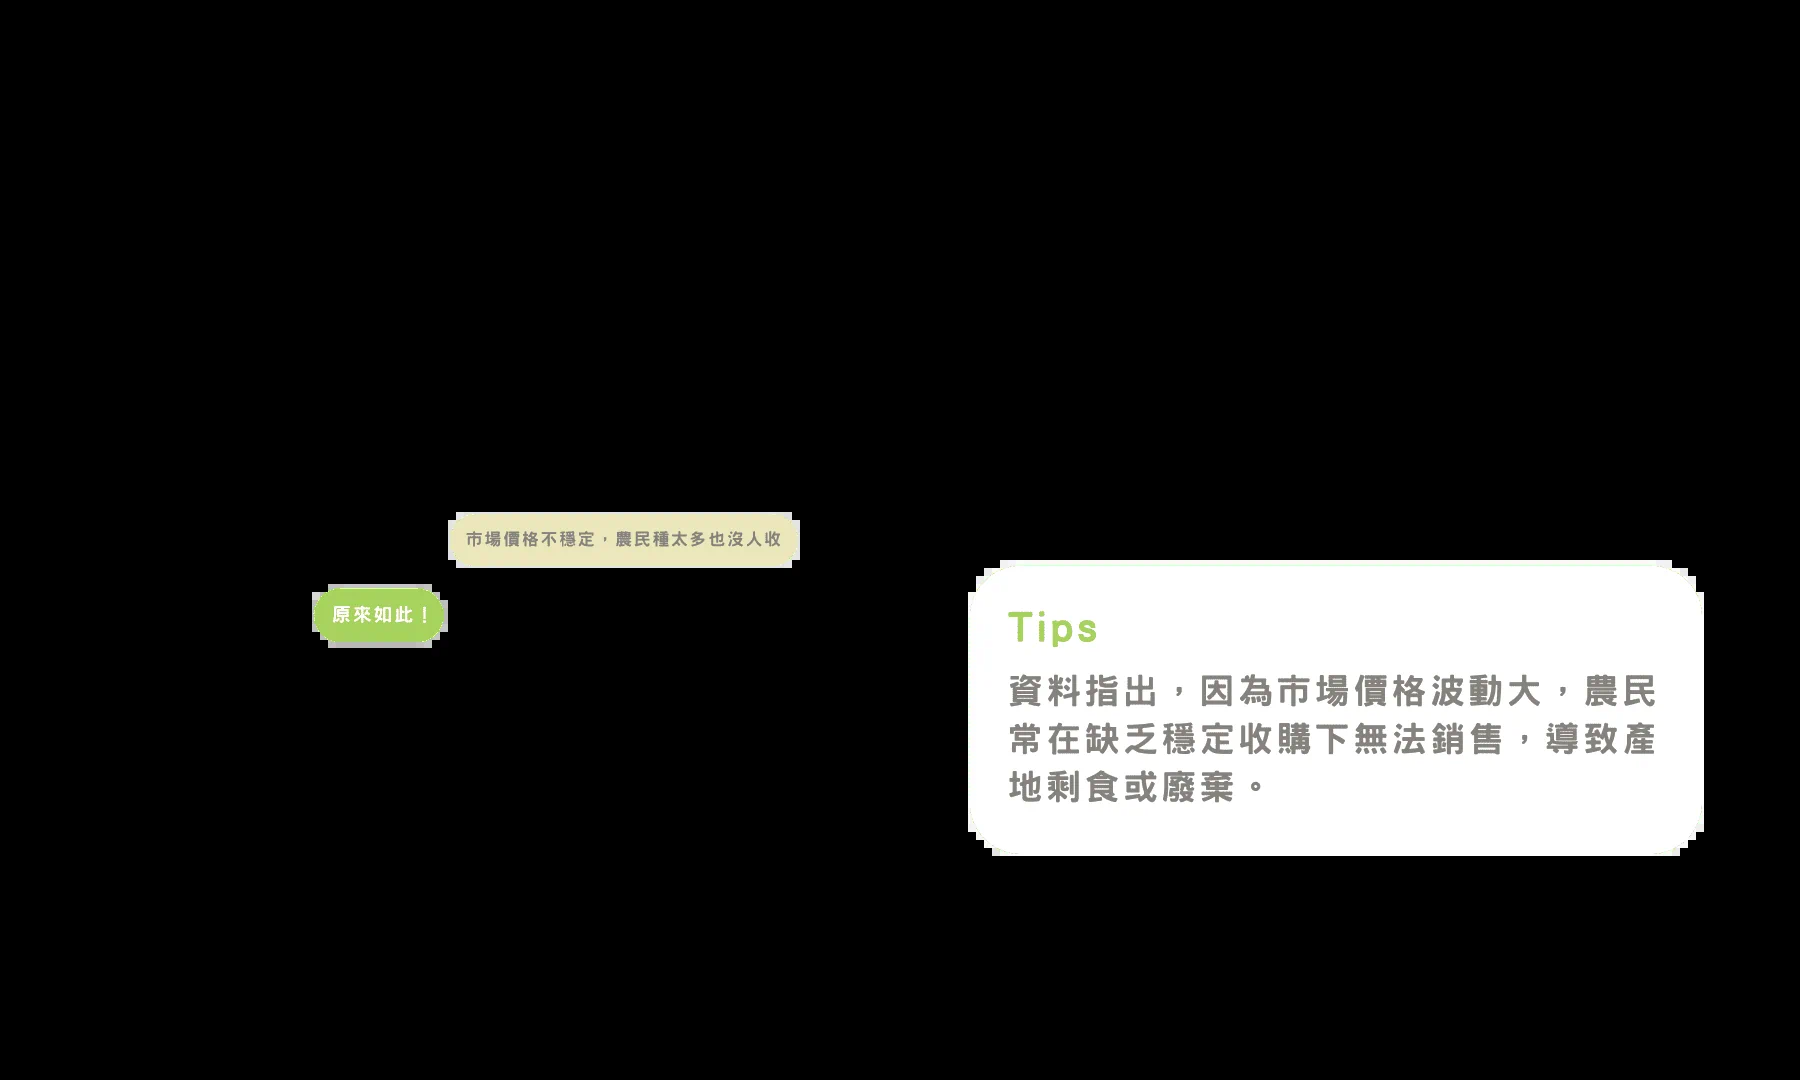 市場價格不穩定，農民種太多也沒人收
原來如此！
Tips
資料指出，因為市場價格波動大，農民
常在缺乏穩定收購下無法銷售，導致產
地剩食或廢棄。